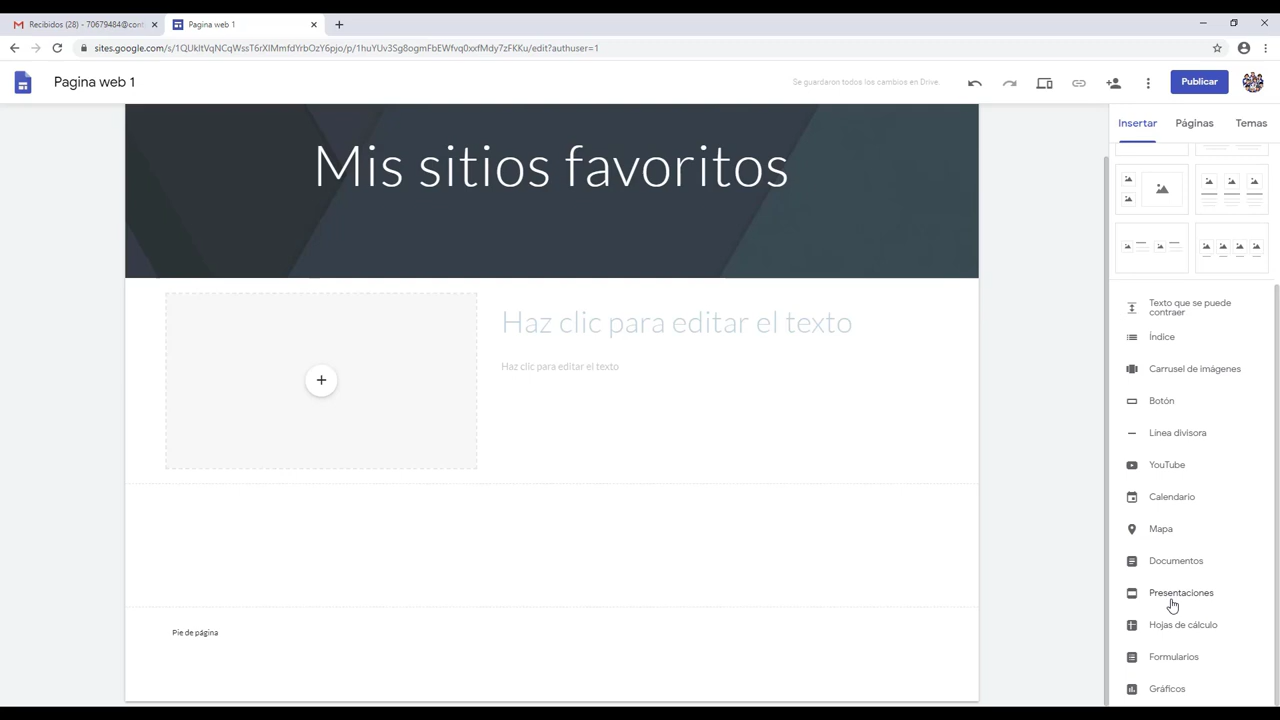 Recibidos (28) - 70679484@cont
Pagina web 1
sites.google.com/s/1QUkltVqNCqWssT6rXlMmfdYrbOzY6pjo/p/1huYUv3Sg8ogmFbEWfvq0xxfMdy7zFKKu/edit?authuser=1
Pagina web 1
Se guardaron todos los cambios en Drive.
Publicar
Insertar
Páginas
Temas
Mis sitios favoritos
Haz clic para editar el texto
Haz clic para editar el texto
Pie de página
Texto que se puede
contraer
Índice
Carrusel de imágenes
Botón
Línea divisora
YouTube
Calendario
Mapa
Documentos
Presentaciones
Hojas de cálculo
Formularios
Gráficos